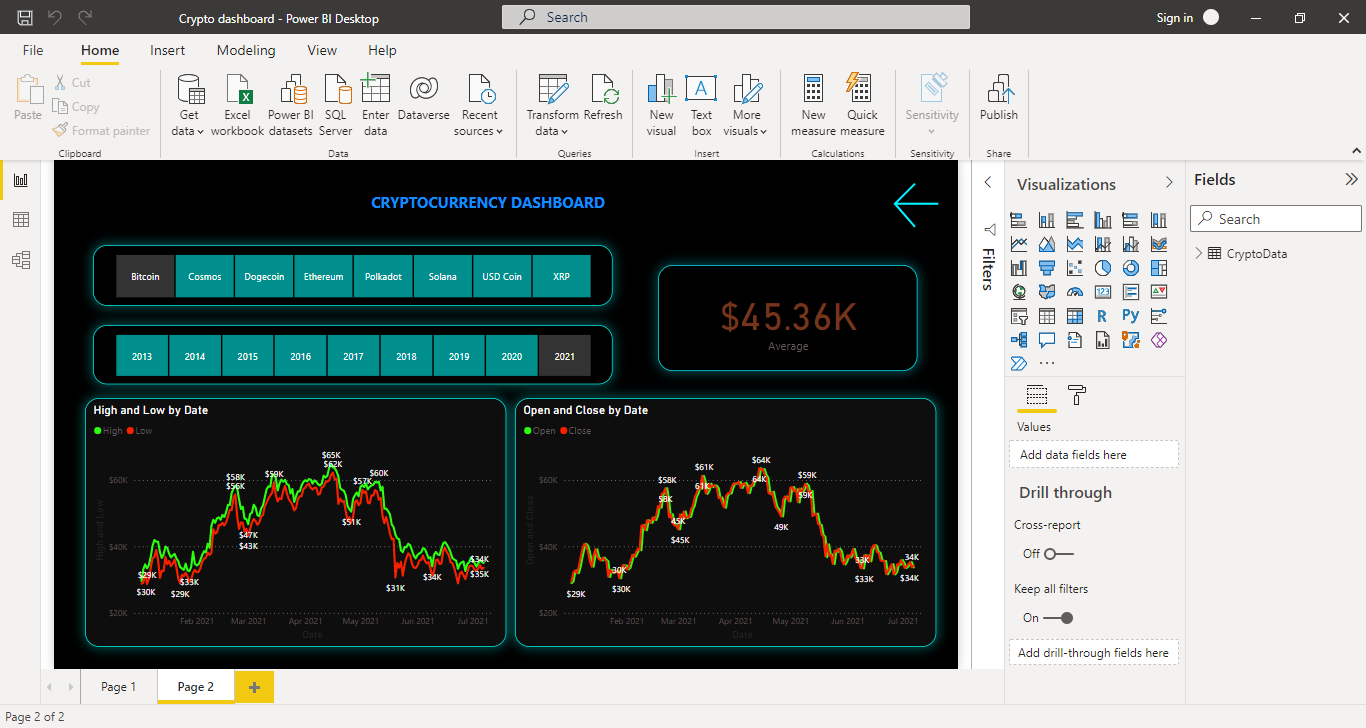 Crypto dashboard - Power BI Desktop
Search
Sign in
File Home Insert Modeling View Help
Paste
Cut
Copy
Format painter
Clipboard
Get data
Excel workbook
Power BI datasets
SQL Server
Enter data
Dataverse
Recent sources
Data
Transform data
Refresh
Queries
New visual
Text box
More visuals
Insert
New measure
Quick measure
Calculations
Sensitivity
Sensitivity
Publish
Share
CRYPTOCURRENCY DASHBOARD
Bitcoin Cosmos Dogecoin Ethereum Polkadot Solana USD Coin XRP
2013 2014 2015 2016 2017 2018 2019 2020 2021
$45.36K
Average
High and Low by Date
High Low
High and Low
$60K
$40K
$20K
$29K
$30K
$33K
$29K
$58K
$56K
$47K
$43K
$59K
$65K
$62K
$51K
$57K
$60K
$31K
$34K
$34K
$35K
Feb 2021 Mar 2021 Apr 2021 May 2021 Jun 2021 Jul 2021
Date
Open and Close by Date
Open Close
Open and Close
$60K
$40K
$20K
$29K
30K
$30K
$58K
58K
45K
$45K
$61K
61K
$64K
64K
49K
$59K
59K
33K
$33K
34K
$34K
Feb 2021 Mar 2021 Apr 2021 May 2021 Jun 2021 Jul 2021
Date
Filters
Visualizations
123
R
Py
Values
Add data fields here
Drill through
Cross-report
Off
Keep all filters
On
Add drill-through fields here
Fields
Search
CryptoData
Page 1
Page 2
Page 2 of 2